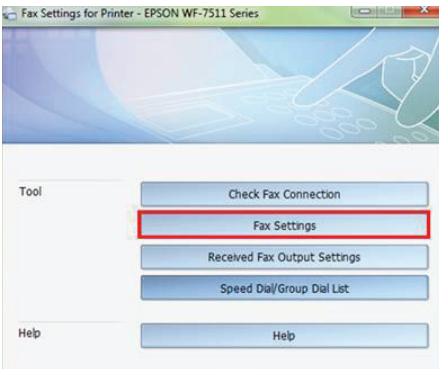 Fax Settings for Printer - EPSON WF-7511 Series
Tool
Check Fax Connection
Fax Settings
Received Fax Output Settings
Speed Dial/Group Dial List
Help
Help